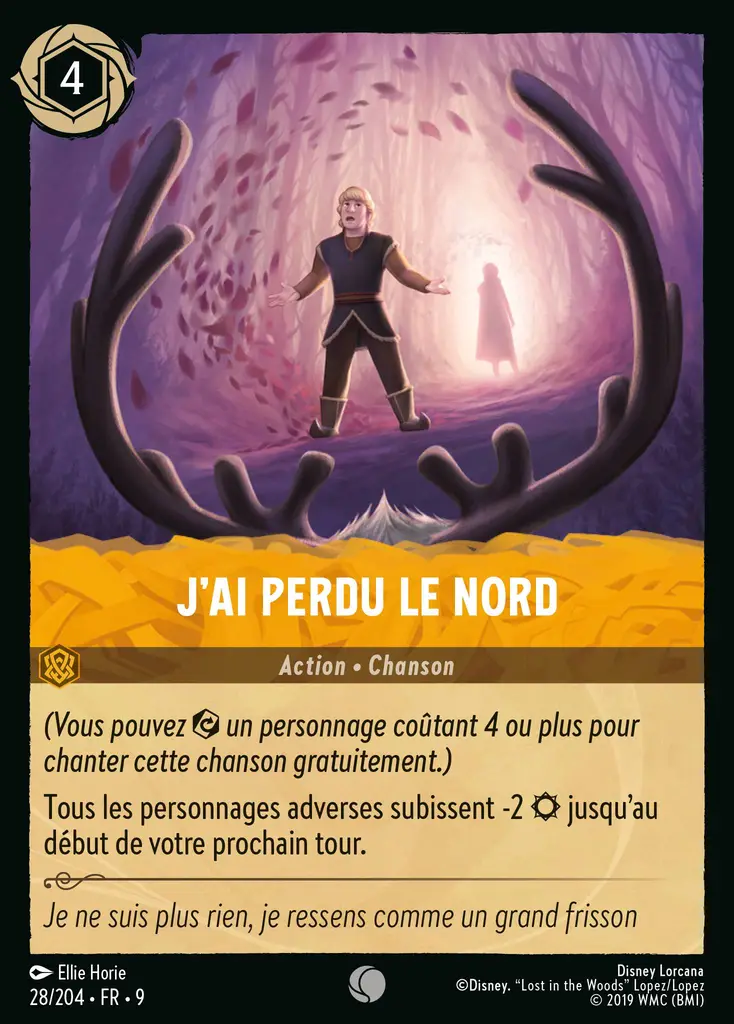 4
J'AI PERDU LE NORD
Action • Chanson
(Vous pouvez un personnage coûtant 4 ou plus pour
chanter cette chanson gratuitement.)
Tous les personnages adverses subissent -2 jusqu'au
début de votre prochain tour.
Je ne suis plus rien, je ressens comme un grand frisson
Ellie Horie
28/204 • FR • 9
Disney Lorcana
©Disney. "Lost in the Woods" Lopez/Lopez
© 2019 WMC (BMI)